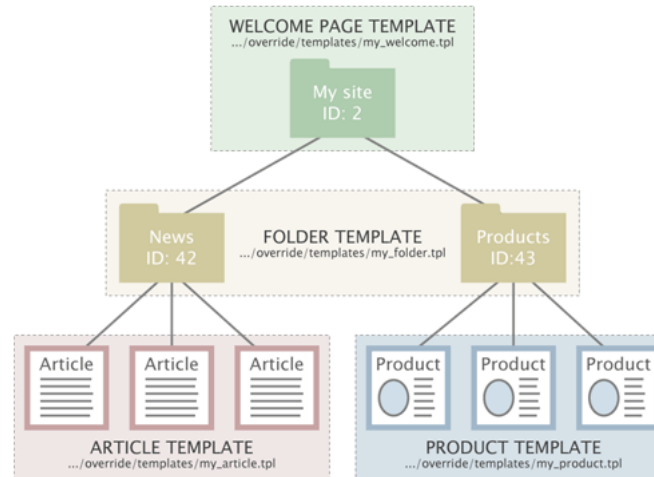 WELCOME PAGE TEMPLATE
.../override/templates/my_welcome.tpl
My site
ID: 2
News
ID: 42
FOLDER TEMPLATE
.../override/templates/my_folder.tpl
Products
ID:43
Article
Article
Article
Product
Product
Product
ARTICLE TEMPLATE
.../override/templates/my_article.tpl
PRODUCT TEMPLATE
.../override/templates/my_product.tpl